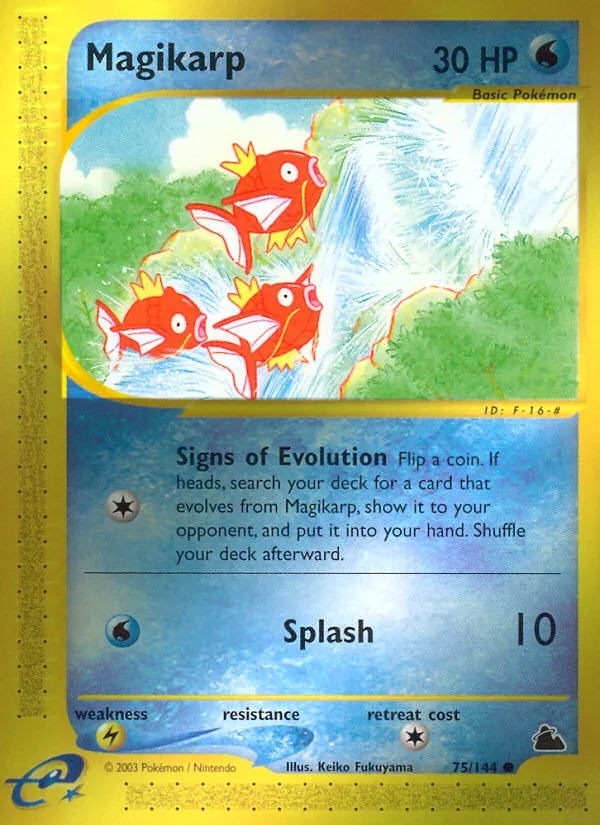 Magikarp 30 HP
Basic Pokémon
ID: F-16-#
Signs of Evolution Flip a coin. If
heads, search your deck for a card that
evolves from Magikarp, show it to your
opponent, and put it into your hand. Shuffle
your deck afterward.
Splash 10
weakness resistance retreat cost
© 2003 Pokémon / Nintendo Illus. Keiko Fukuyama 75/144
e